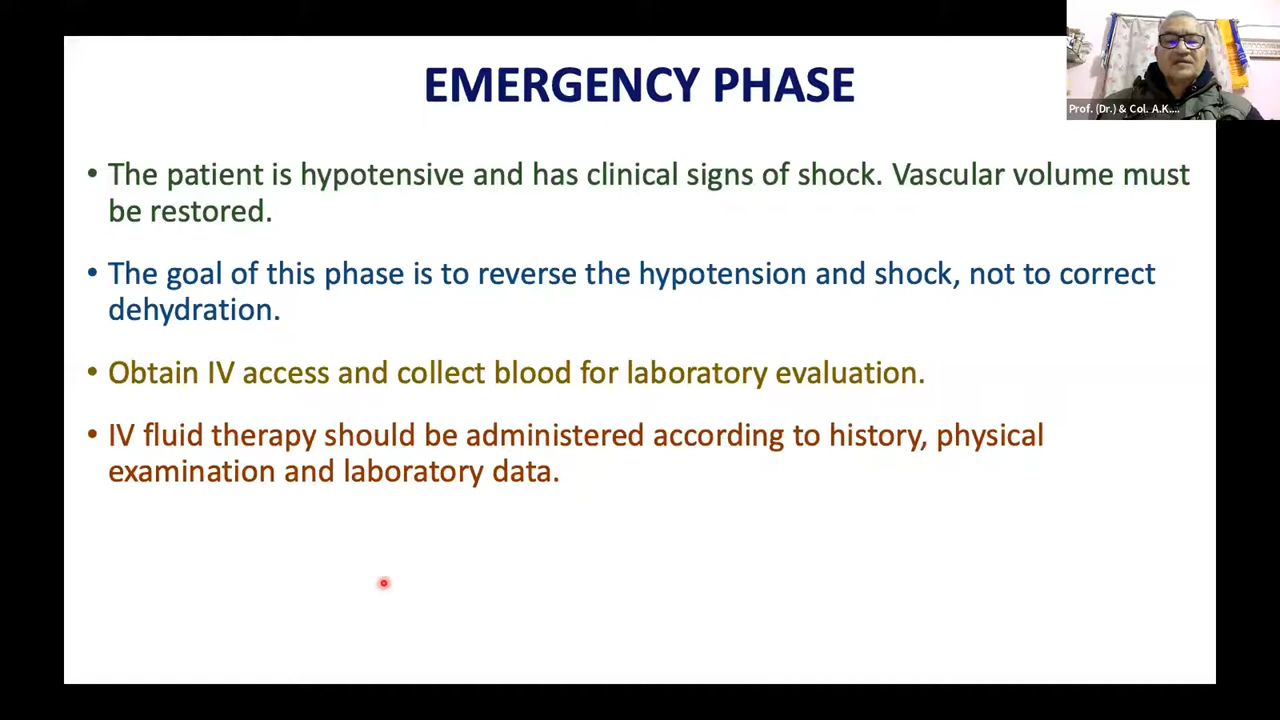 EMERGENCY PHASE
Prof. (Dr.) & Col. A.K....
• The patient is hypotensive and has clinical signs of shock. Vascular volume must
be restored.
• The goal of this phase is to reverse the hypotension and shock, not to correct
dehydration.
• Obtain IV access and collect blood for laboratory evaluation.
• IV fluid therapy should be administered according to history, physical
examination and laboratory data.